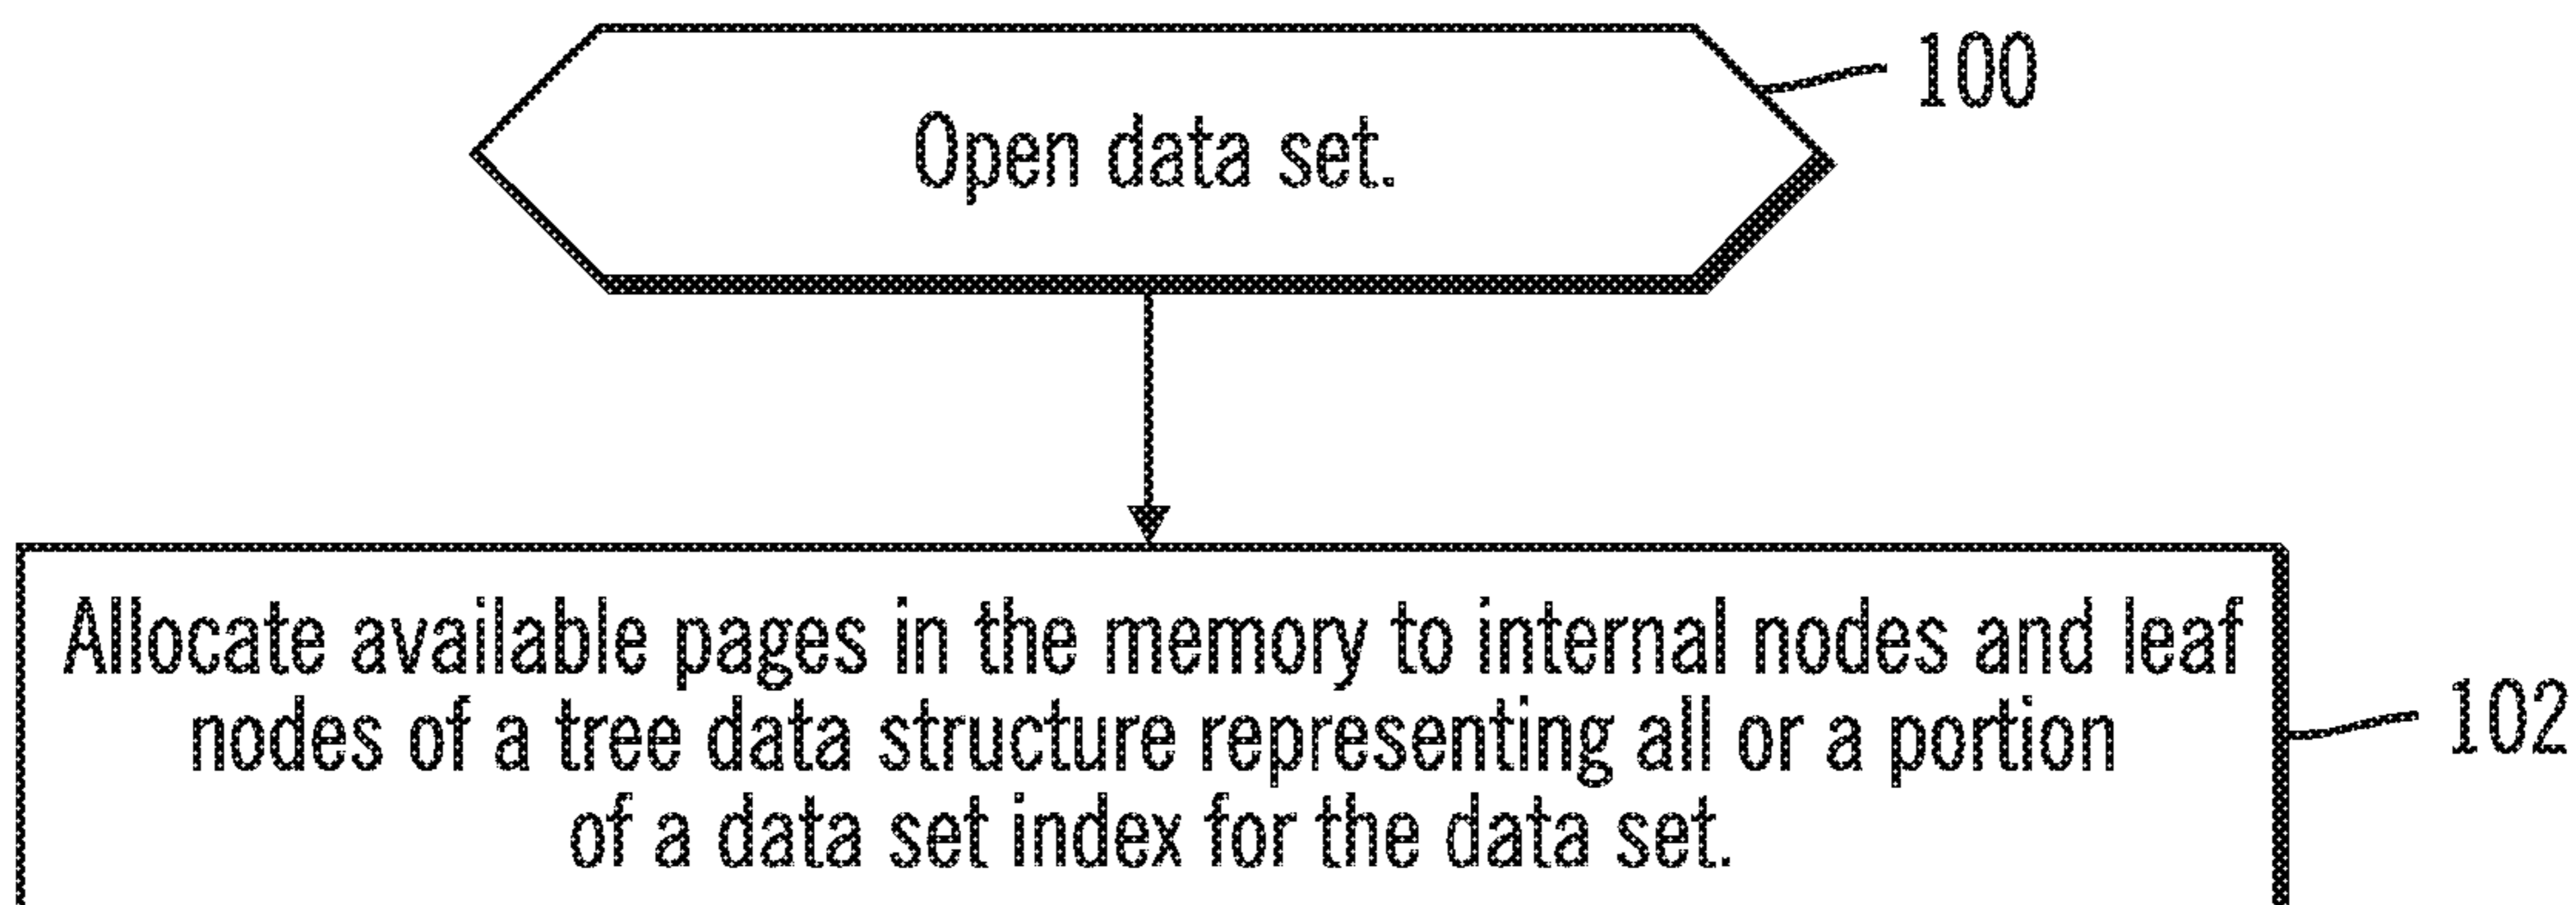 100
Open data set.
Allocate available pages in the memory to internal nodes and leaf
nodes of a tree data structure representing all or a portion
of a data set index for the data set.
102